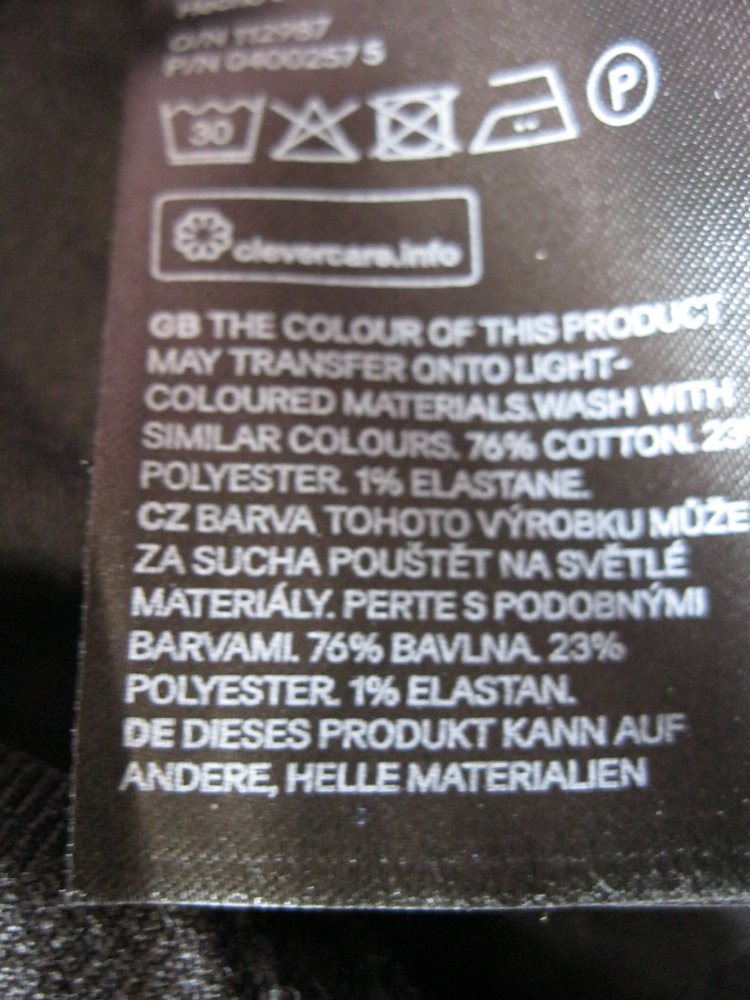 O/N 112987
P/N 04002575
30
P
clevercare.info
GB THE COLOUR OF THIS PRODUCT
MAY TRANSFER ONTO LIGHT-
COLOURED MATERIALS.WASH WITH
SIMILAR COLOURS. 76% COTTON. 23
POLYESTER. 1% ELASTANE.
CZ BARVA TOHOTO VÝROBKU MŮŽE
ZA SUCHA POUŠTĚT NA SVĚTLÉ
MATERIÁLY. PERTE S PODOBNÝMI
BARVAMI. 76% BAVLNA. 23%
POLYESTER. 1% ELASTAN.
DE DIESES PRODUKT KANN AUF
ANDERE, HELLE MATERIALIEN